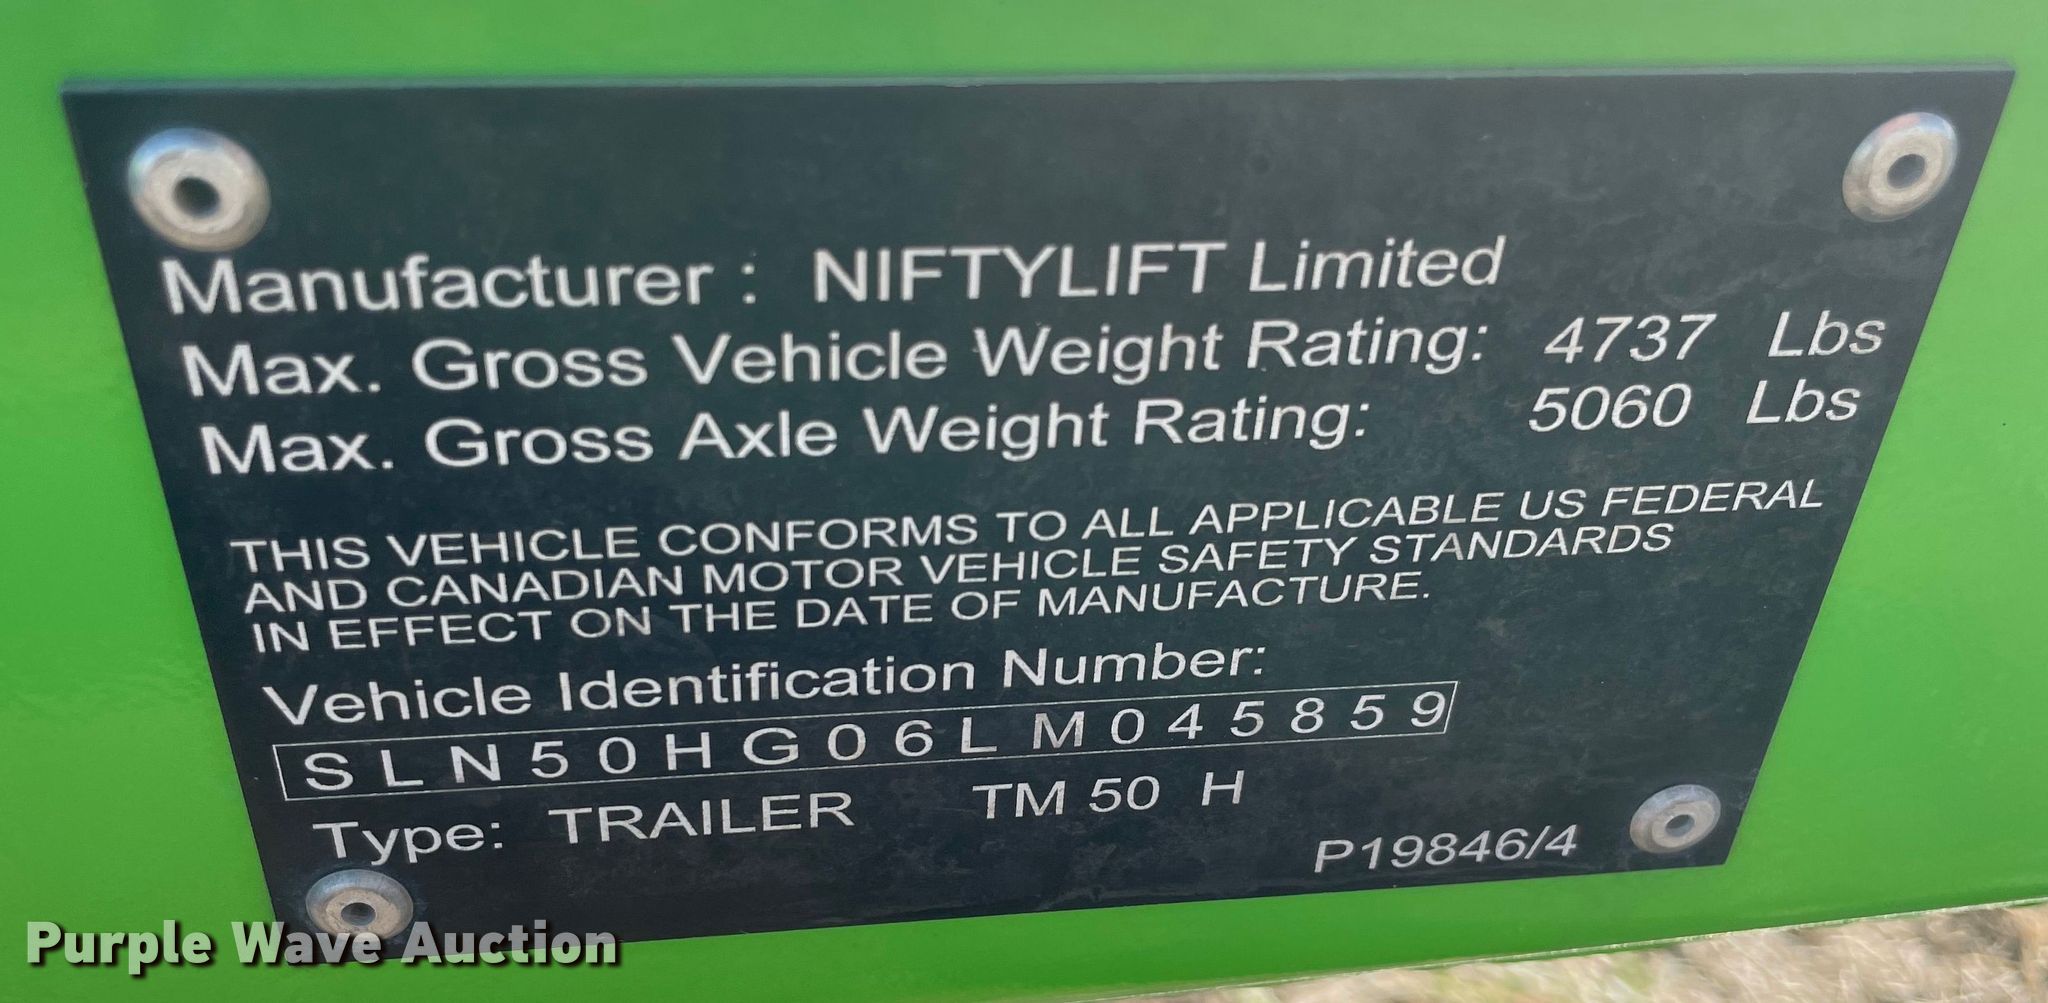 Manufacturer : NIFTYLIFT Limited
Max. Gross Vehicle Weight Rating: 4737 Lbs
Max. Gross Axle Weight Rating: 5060 Lbs
THIS VEHICLE CONFORMS TO ALL APPLICABLE US FEDERAL
AND CANADIAN MOTOR VEHICLE SAFETY STANDARDS
IN EFFECT ON THE DATE OF MANUFACTURE.
Vehicle Identification Number:
SLN50HG06LM045859
Type: TRAILER TM 50 H
P19846/4
Purple Wave Auction